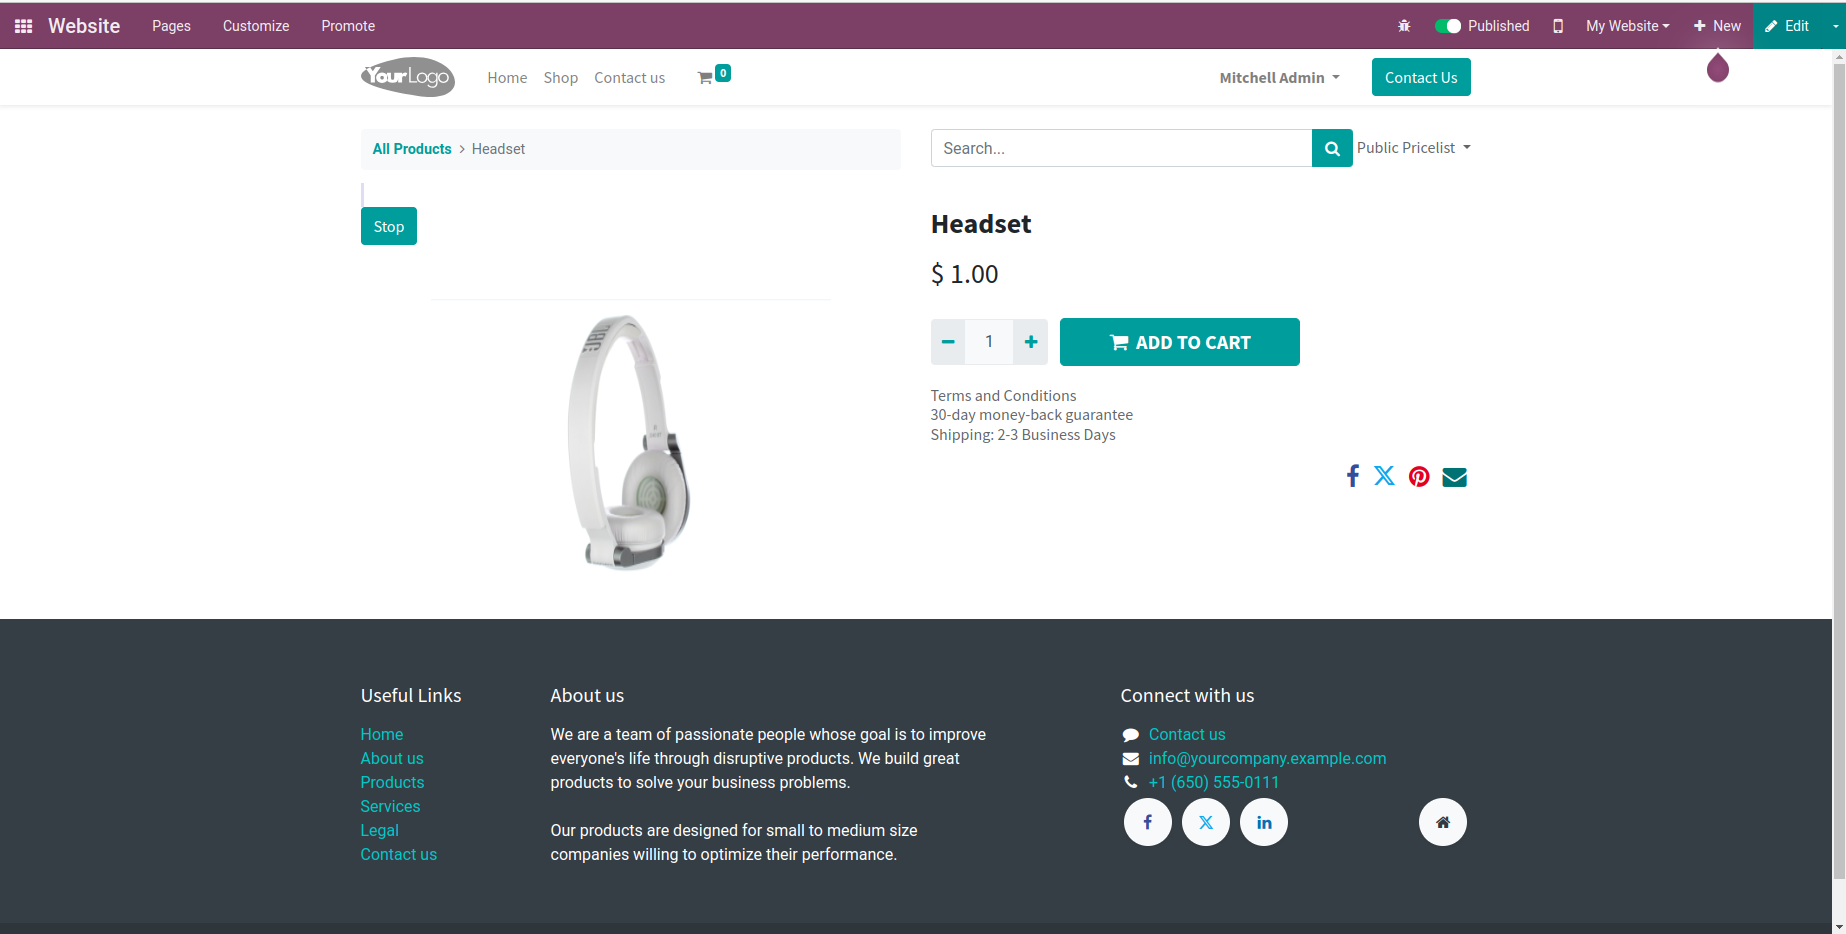 Website Pages Customize Promote Published My Website New Edit
YourLogo Home Shop Contact us 0 Mitchell Admin Contact Us
All Products > Headset
Search... Public Pricelist
Stop
Headset
$ 1.00
1 ADD TO CART
Terms and Conditions
30-day money-back guarantee
Shipping: 2-3 Business Days
Useful Links
Home
About us
Products
Services
Legal
Contact us
About us
We are a team of passionate people whose goal is to improve
everyone's life through disruptive products. We build great
products to solve your business problems.
Our products are designed for small to medium size
companies willing to optimize their performance.
Connect with us
Contact us
info@yourcompany.example.com
+1 (650) 555-0111